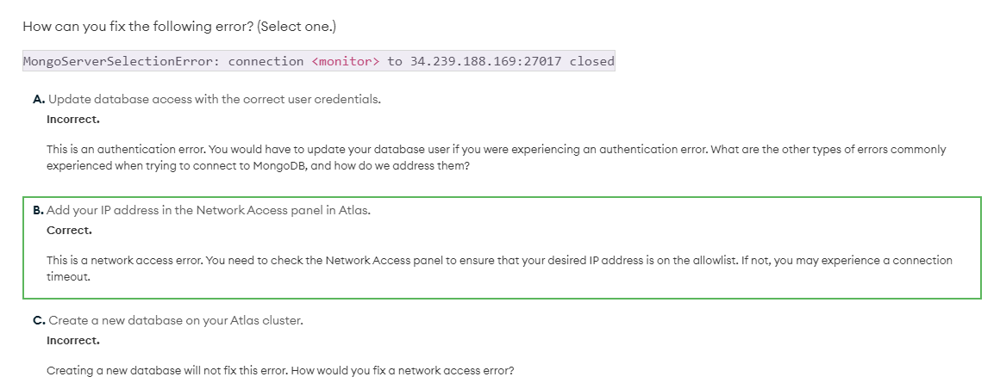 How can you fix the following error? (Select one.)
MongoServerSelectionError: connection <monitor> to 34.239.188.169:27017 closed
A. Update database access with the correct user credentials.
Incorrect.
This is an authentication error. You would have to update your database user if you were experiencing an authentication error. What are the other types of errors commonly
experienced when trying to connect to MongoDB, and how do we address them?
B. Add your IP address in the Network Access panel in Atlas.
Correct.
This is a network access error. You need to check the Network Access panel to ensure that your desired IP address is on the allowlist. If not, you may experience a connection
timeout.
C. Create a new database on your Atlas cluster.
Incorrect.
Creating a new database will not fix this error. How would you fix a network access error?